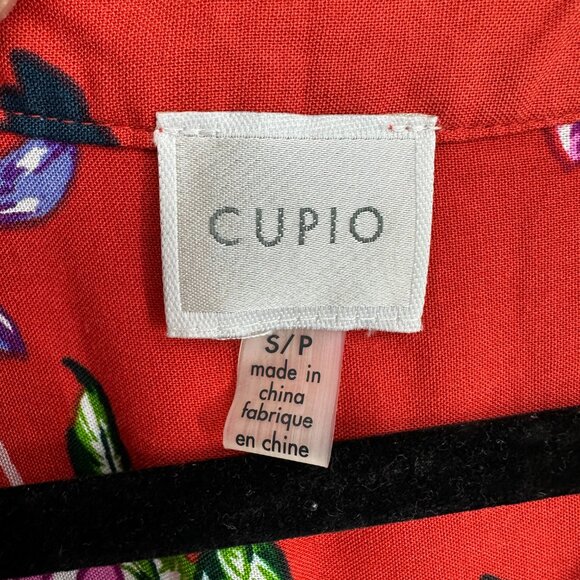 CUPIO
S/P
made in
china
fabrique
en chine